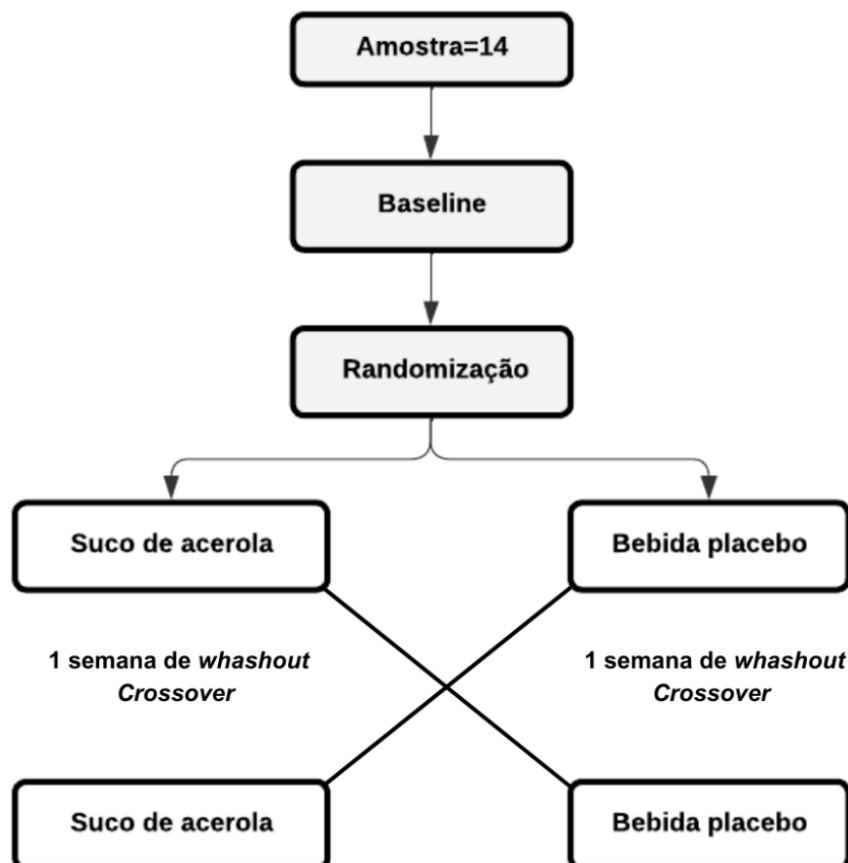 Amostra=14
Baseline
Randomização
Suco de acerola
Bebida placebo
1 semana de whashout
Crossover
1 semana de whashout
Crossover
Suco de acerola
Bebida placebo